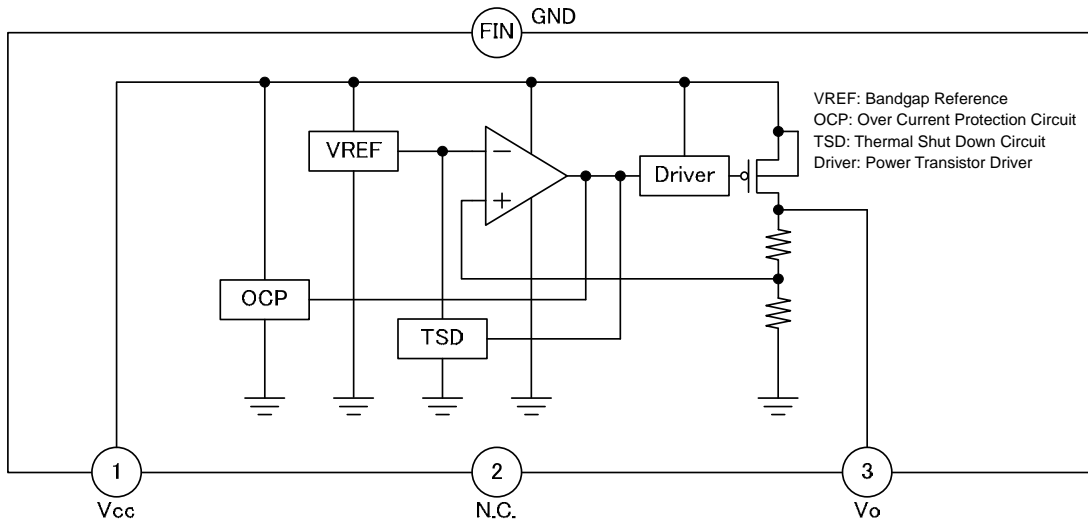 FIN GND
VREF: Bandgap Reference
OCP: Over Current Protection Circuit
TSD: Thermal Shut Down Circuit
Driver: Power Transistor Driver
VREF
−
+
Driver
OCP
TSD
1
2
3
Vcc
N.C.
Vo